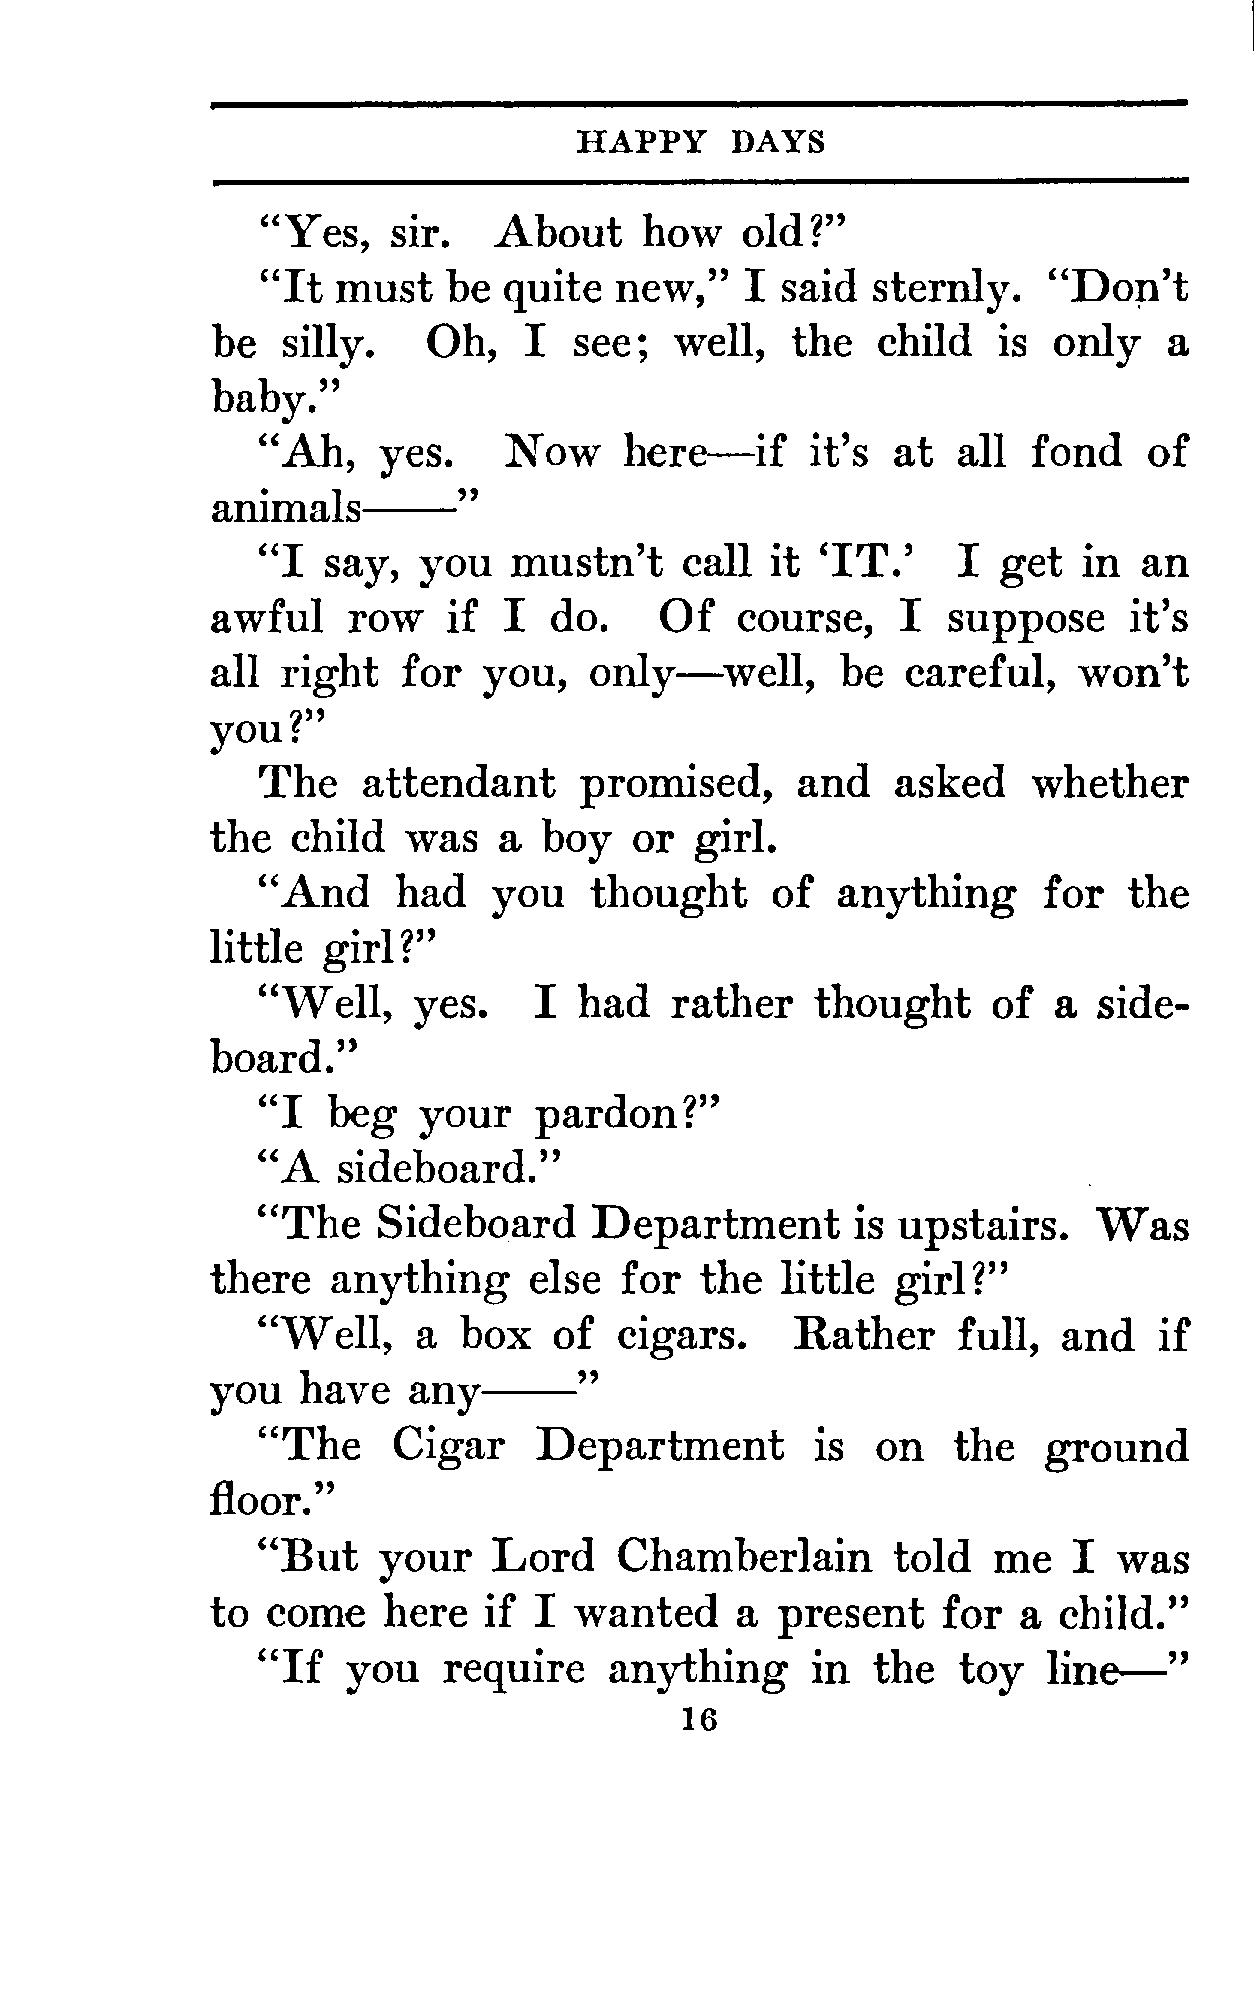 HAPPY DAYS
“Yes, sir. About how old?”
“It must be quite new,” I said sternly. “Don’t
be silly. Oh, I see; well, the child is only a
baby.”
“Ah, yes. Now here—if it’s at all fond of
animals——”
“I say, you mustn’t call it ‘IT.’ I get in an
awful row if I do. Of course, I suppose it’s
all right for you, only—well, be careful, won’t
you?”
The attendant promised, and asked whether
the child was a boy or girl.
“And had you thought of anything for the
little girl?”
“Well, yes. I had rather thought of a side-
board.”
“I beg your pardon?”
“A sideboard.”
“The Sideboard Department is upstairs. Was
there anything else for the little girl?”
“Well, a box of cigars. Rather full, and if
you have any——”
“The Cigar Department is on the ground
floor.”
“But your Lord Chamberlain told me I was
to come here if I wanted a present for a child.”
“If you require anything in the toy line—”
16